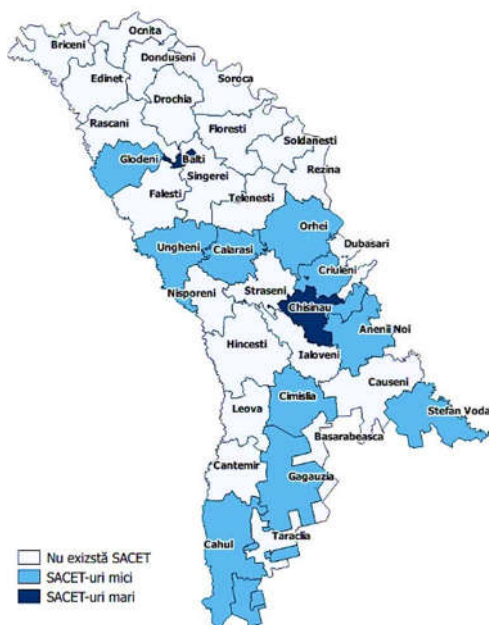 Ocnita
Briceni
Donduseni
Edinet
Soroca
Drochia
Rascani
Floresti
Soldanesti
Glodeni
Balti
Singerei
Rezina
Falesti
Telenesti
Orhei
Ungheni
Calarasi
Dubasari
Criuleni
Nisporeni
Straseni
Chisinau
Anenii Noi
Hincesti
Ialoveni
Causeni
Leova
Cimislia
Stefan Voda
Basarabeasca
Cantemir
Gagauzia
Cahul
Taraclia
Nu exizstă SACET
SACET-uri mici
SACET-uri mari